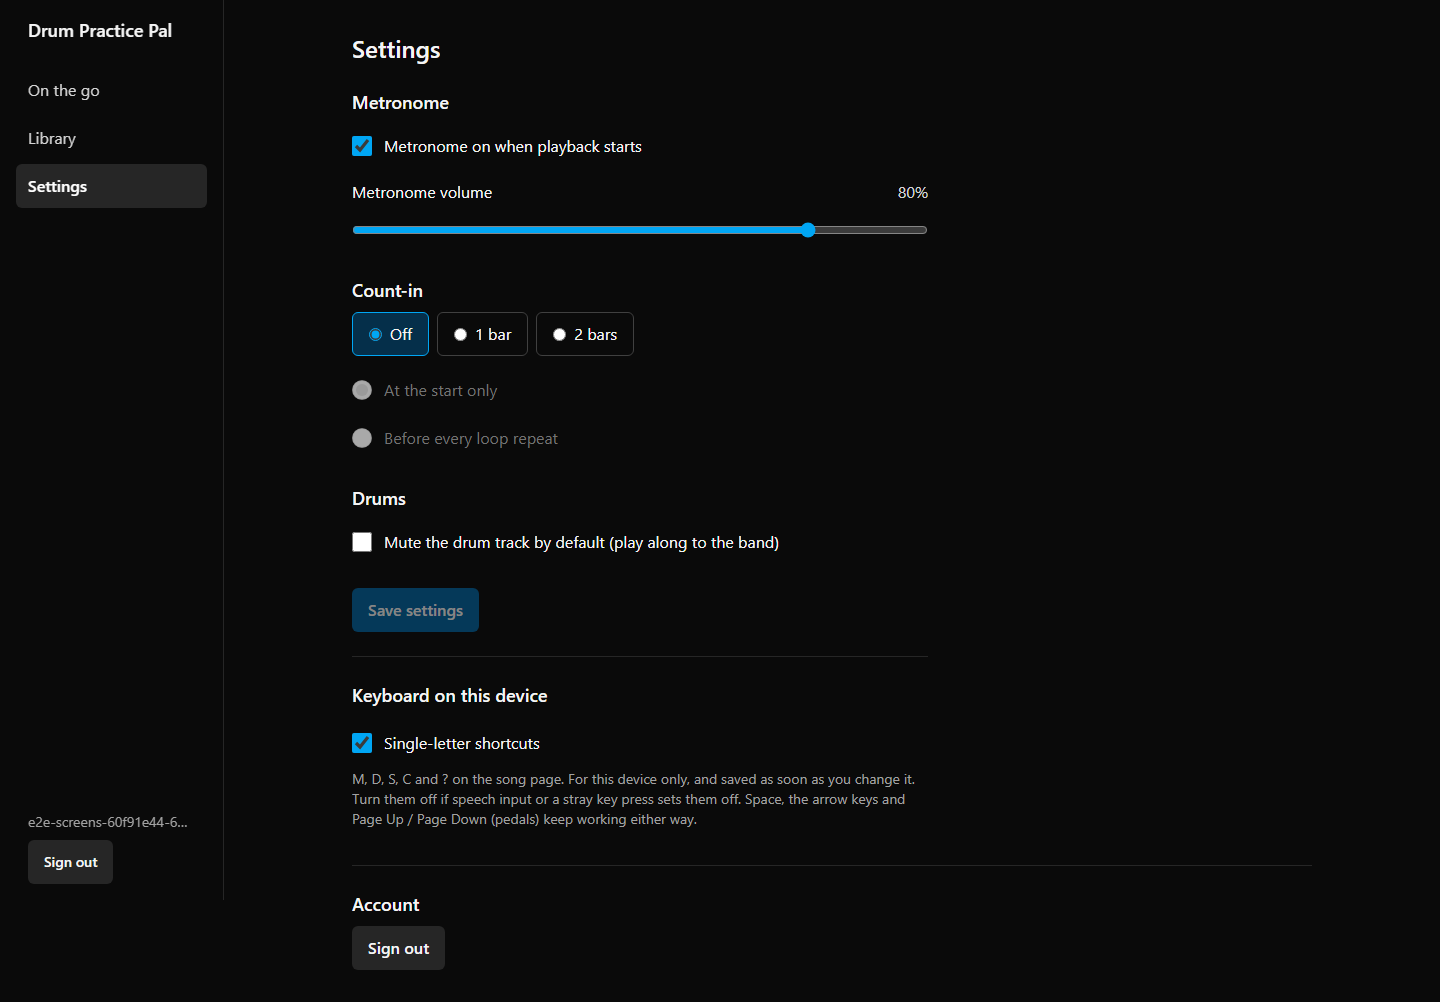 Drum Practice Pal
On the go
Library
Settings
e2e-screens-60f91e44-6...
Sign out
Settings
Metronome
Metronome on when playback starts
Metronome volume 80%
Count-in
Off 1 bar 2 bars
At the start only
Before every loop repeat
Drums
Mute the drum track by default (play along to the band)
Save settings
Keyboard on this device
Single-letter shortcuts
M, D, S, C and ? on the song page. For this device only, and saved as soon as you change it.
Turn them off if speech input or a stray key press sets them off. Space, the arrow keys and
Page Up / Page Down (pedals) keep working either way.
Account
Sign out